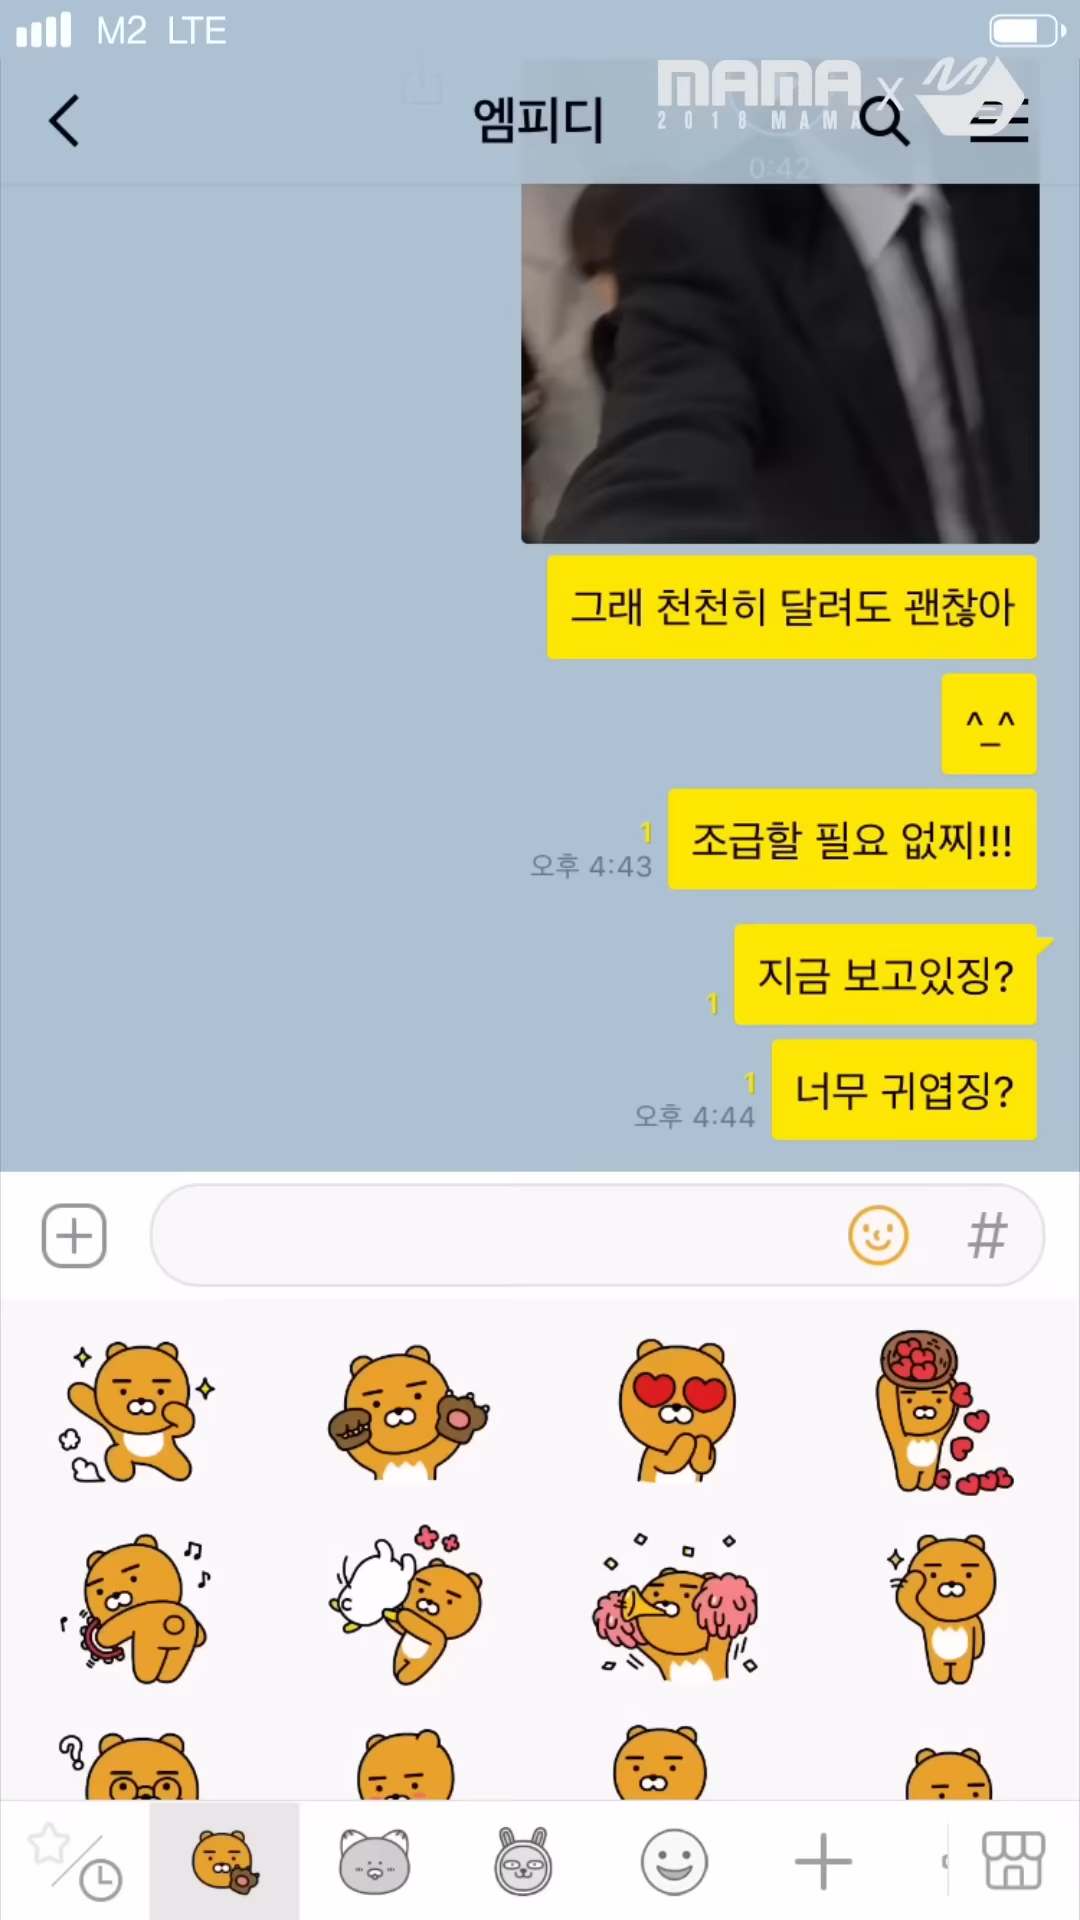 M2 LTE
엠피디
MAMA X M2
2018 MAMA
0:42
그래 천천히 달려도 괜찮아
^_^
1
조급할 필요 없찌!!!
오후 4:43
지금 보고있징?
1
1
너무 귀엽징?
오후 4:44
#